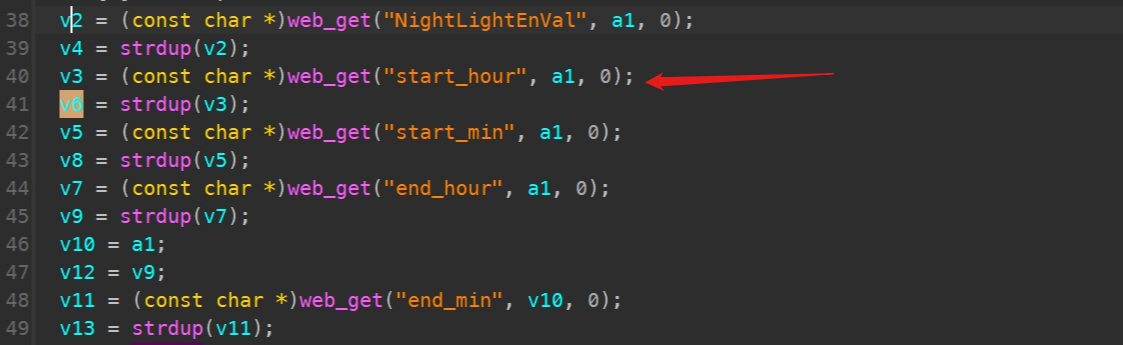 38 v2 = (const char *)web_get("NightLightEnVal", a1, 0);
39 v4 = strdup(v2);
40 v3 = (const char *)web_get("start_hour", a1, 0);
41 v6 = strdup(v3);
42 v5 = (const char *)web_get("start_min", a1, 0);
43 v8 = strdup(v5);
44 v7 = (const char *)web_get("end_hour", a1, 0);
45 v9 = strdup(v7);
46 v10 = a1;
47 v12 = v9;
48 v11 = (const char *)web_get("end_min", v10, 0);
49 v13 = strdup(v11);